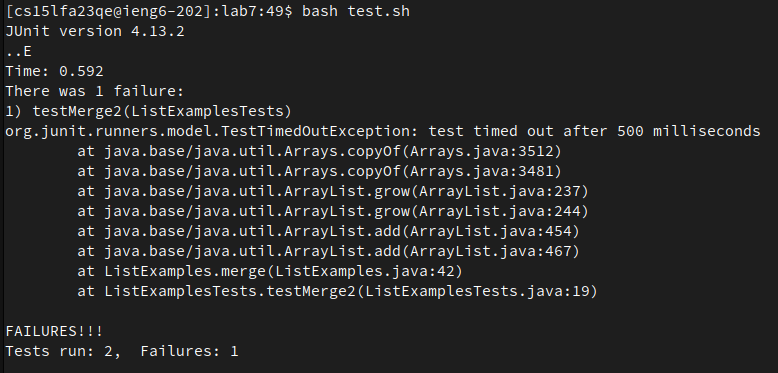 [cs15lfa23qe@ieng6-202]:lab7:49$ bash test.sh
JUnit version 4.13.2
..E
Time: 0.592
There was 1 failure:
1) testMerge2(ListExamplesTests)
org.junit.runners.model.TestTimedOutException: test timed out after 500 milliseconds
        at java.base/java.util.Arrays.copyOf(Arrays.java:3512)
        at java.base/java.util.Arrays.copyOf(Arrays.java:3481)
        at java.base/java.util.ArrayList.grow(ArrayList.java:237)
        at java.base/java.util.ArrayList.grow(ArrayList.java:244)
        at java.base/java.util.ArrayList.add(ArrayList.java:454)
        at java.base/java.util.ArrayList.add(ArrayList.java:467)
        at ListExamples.merge(ListExamples.java:42)
        at ListExamplesTests.testMerge2(ListExamplesTests.java:19)

FAILURES!!!
Tests run: 2,  Failures: 1